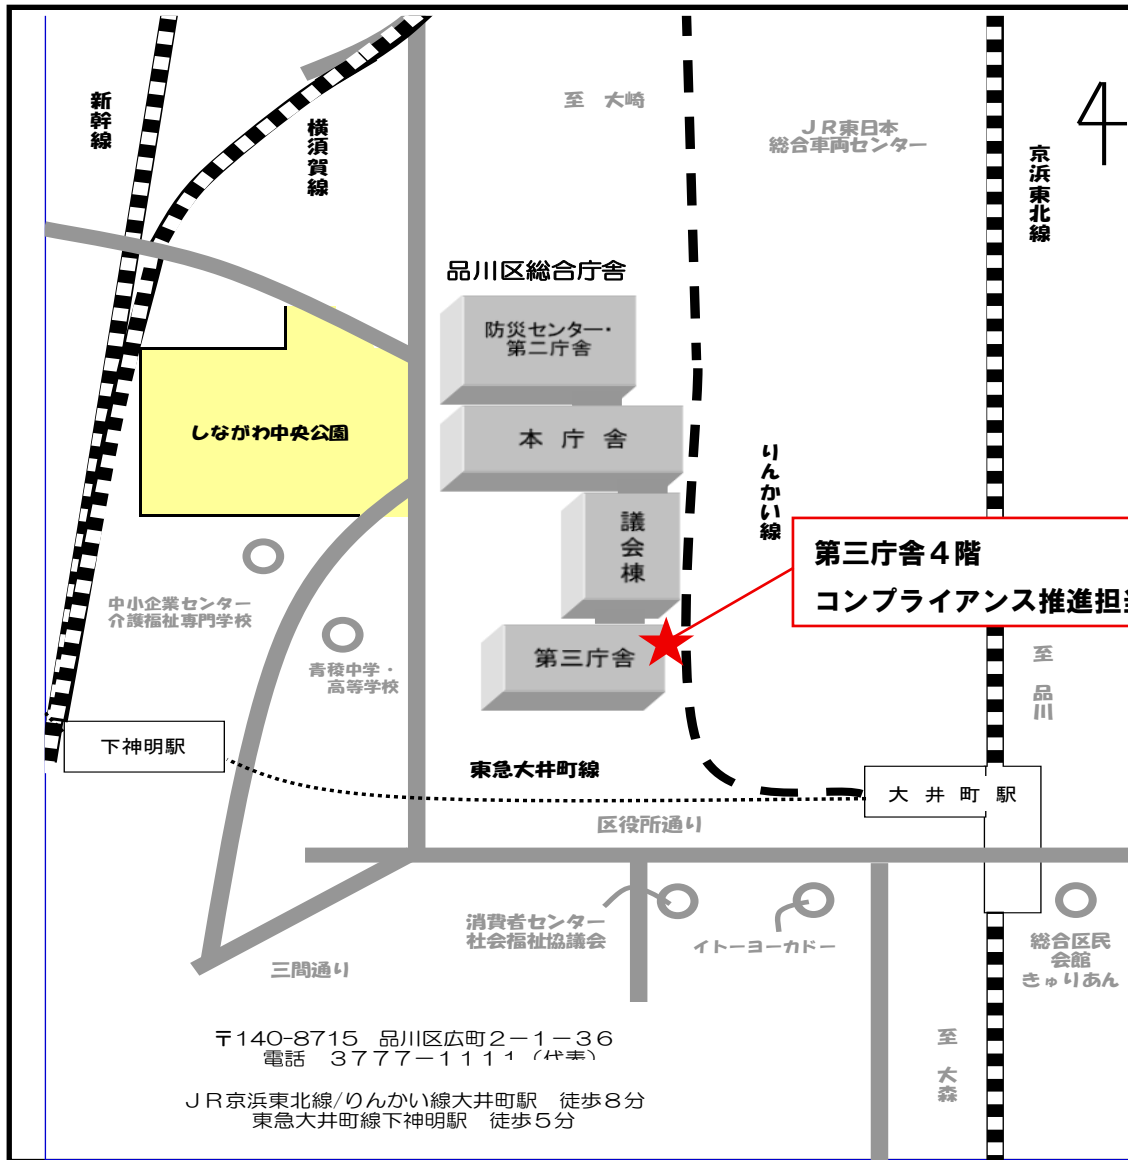 新幹線
横須賀線
至　大崎
ＪＲ東日本
総合車両センター
京浜東北線
品川区総合庁舎
防災センター・
第二庁舎
本庁舎
しながわ中央公園
りんかい線
議会棟
第三庁舎４階
コンプライアンス推進担
中小企業センター
介護福祉専門学校
第三庁舎
青稜中学・
高等学校
至　品川
下神明駅
東急大井町線
大井町駅
区役所通り
消費者センター
社会福祉協議会
イトーヨーカドー
総合区民
会館
きゅりあん
三間通り
至　大森
〒140-8715　品川区広町２－１－３６
電話　３７７７－１１１１（代表）
ＪＲ京浜東北線/りんかい線大井町駅　徒歩８分
東急大井町線下神明駅　徒歩５分